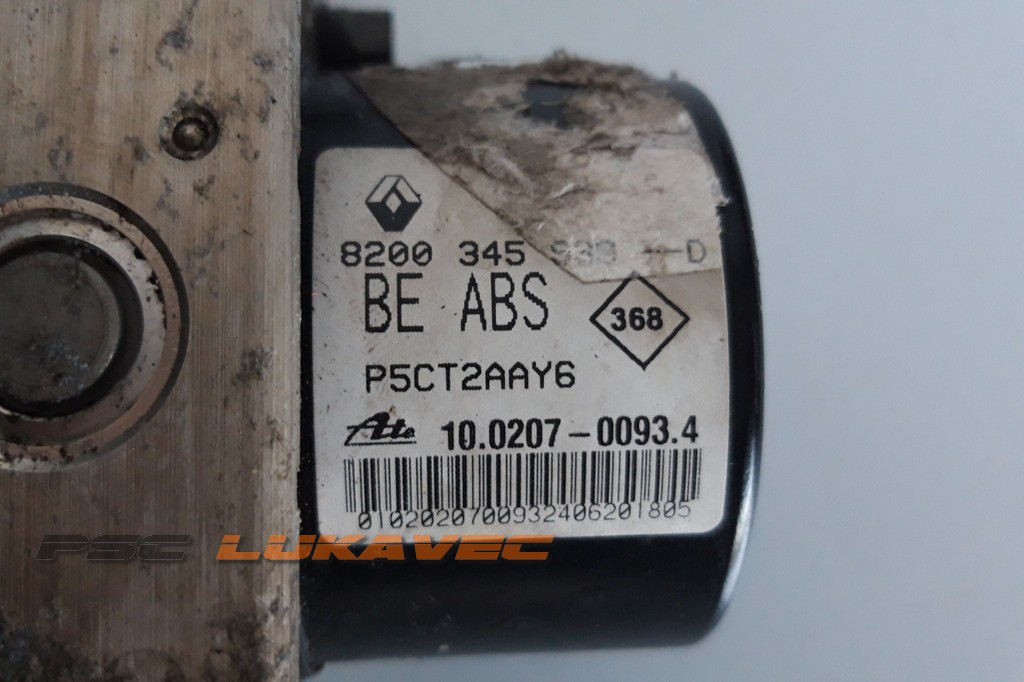 8200 345 D
BE ABS
368
P5CT2AAY6
Ate 10.0207-0093.4
0102020700932406201805
PSC LUKAVEC